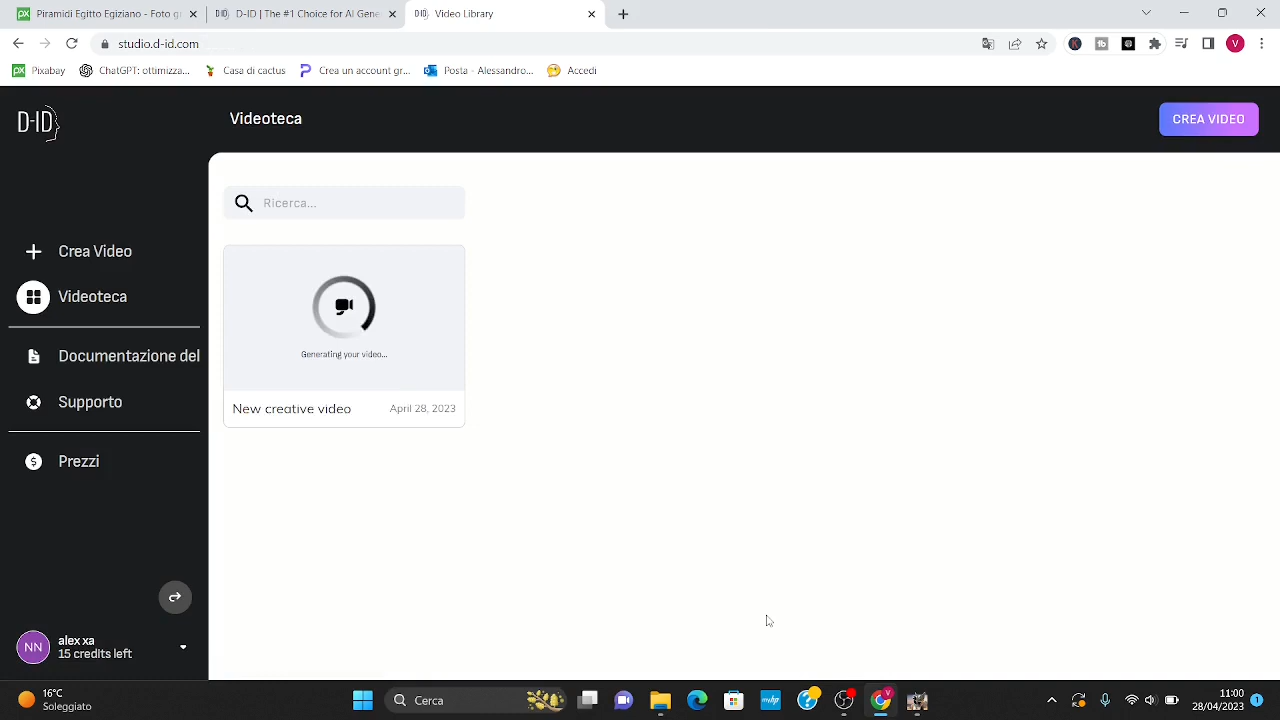 Piramidi Egitto Egiziano - Foto g
D-ID | The #1 Choice for AI Gene
Video Library
studio.d-id.com
V
Pixabay
ChatGPT: ottimizza...
Casa di cactus
Crea un account gr...
Posta - Alessandro...
Accedi
D-ID
Videoteca
CREA VIDEO
Ricerca...
Crea Video
Videoteca
Generating your video...
New creative video
April 28, 2023
Documentazione del
Supporto
Prezzi
NN
alex xa
15 credits left
16°C
Soleggiato
Cerca
11:00
28/04/2023